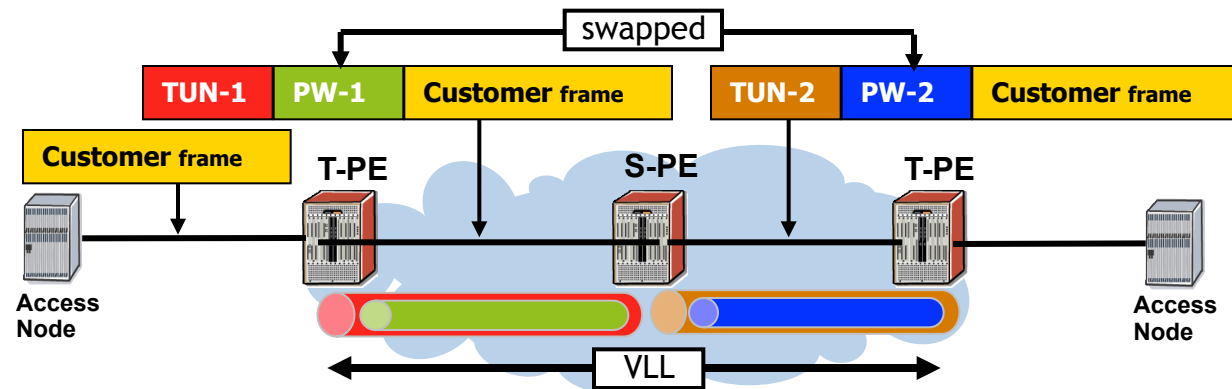 swapped
TUN-1 PW-1 Customer frame
TUN-2 PW-2 Customer frame
Customer frame
T-PE
S-PE
T-PE
Access
Node
Access
Node
VLL